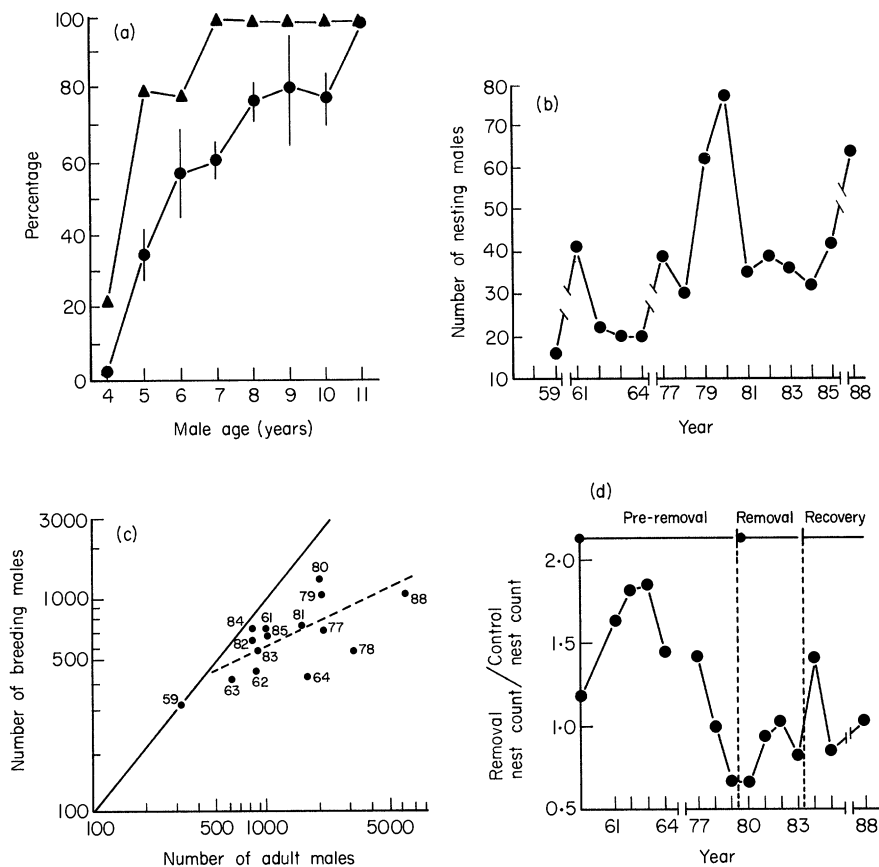 (a)
100
80
60
40
20
0
Percentage
4 5 6 7 8 9 10 11
Male age (years)
(b)
80
70
60
50
40
30
20
10
Number of nesting males
59 61 64 77 79 81 83 85 88
Year
(c)
3000
1000
500
100
Number of breeding males
80
79
88
84 61
81
85
77
82
83
78
63 62 64
59
100 500 1000 5000
Number of adult males
(d)
Pre-removal Removal Recovery
2.0
1.5
1.0
0.5
Removal nest count / Control nest count
61 64 77 80 83 88
Year